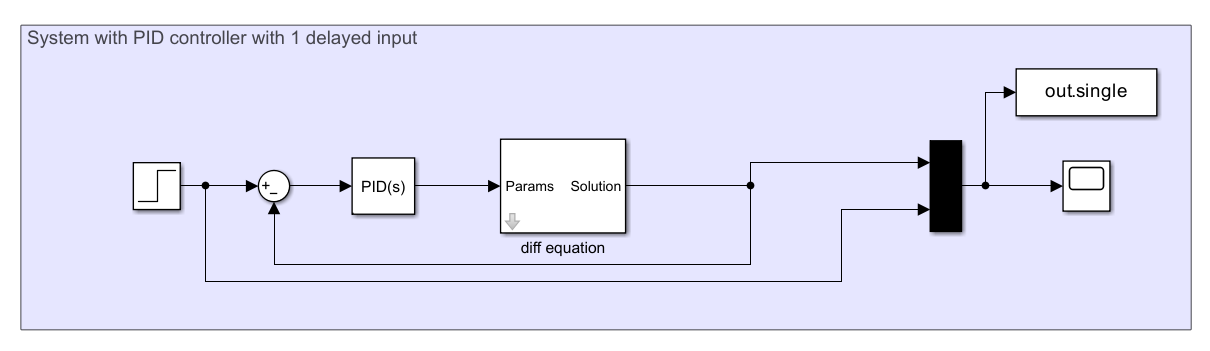 System with PID controller with 1 delayed input
out.single
+
_
PID(s)
Params
Solution
diff equation